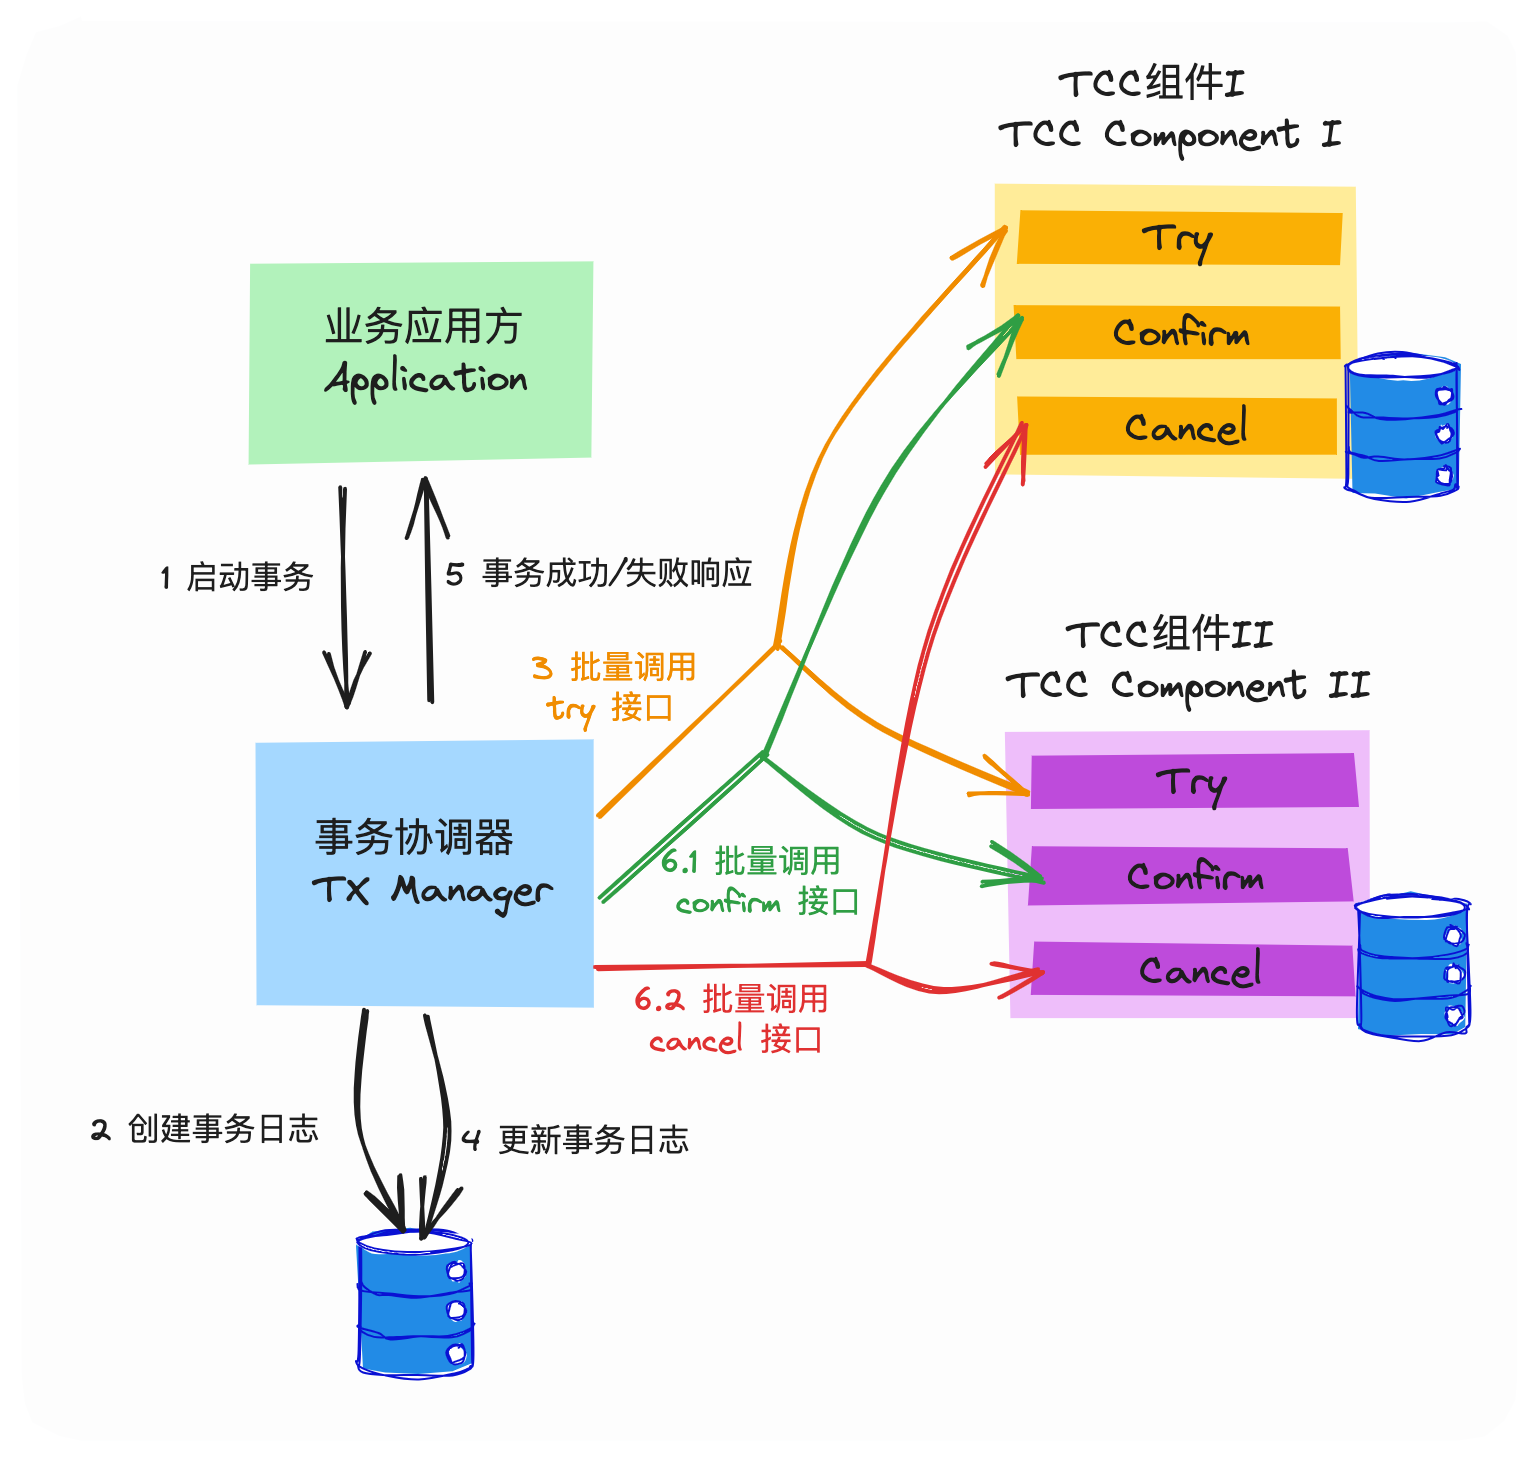 TCC组件I
TCC Component I
Try
Confirm
Cancel
业务应用方
Application
1 启动事务
5 事务成功/失败响应
TCC组件II
TCC Component II
Try
Confirm
Cancel
3 批量调用
try 接口
事务协调器
TX Manager
6.1 批量调用
confirm 接口
6.2 批量调用
cancel 接口
2 创建事务日志
4 更新事务日志